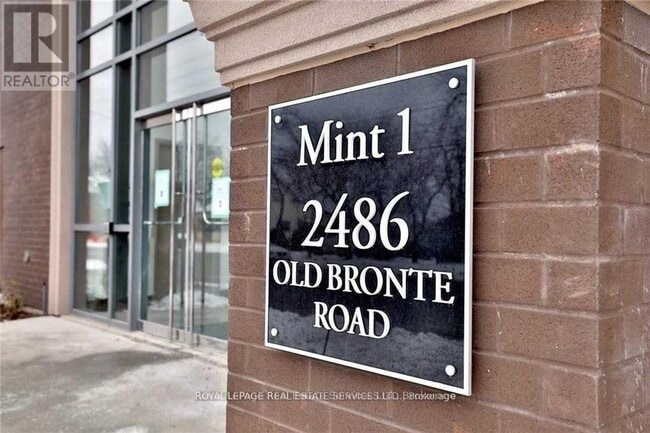 REALTOR®
Mint 1
2486
OLD BRONTE
ROAD
ROYAL LEPAGE REAL ESTATE SERVICES LTD., Brokerage